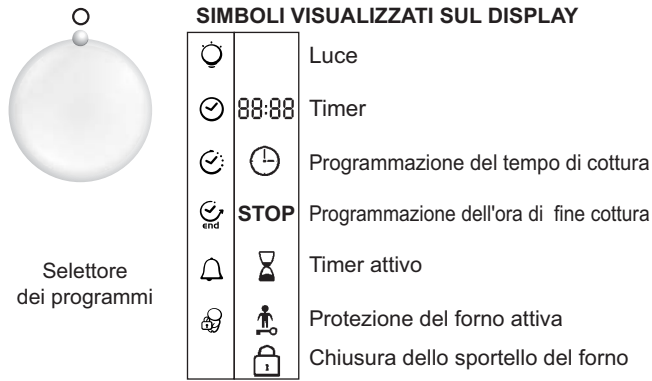 SIMBOLI VISUALIZZATI SUL DISPLAY
Luce
88:88 Timer
Programmazione del tempo di cottura
end STOP Programmazione dell'ora di fine cottura
Timer attivo
Selettore
dei programmi
Protezione del forno attiva
Chiusura dello sportello del forno